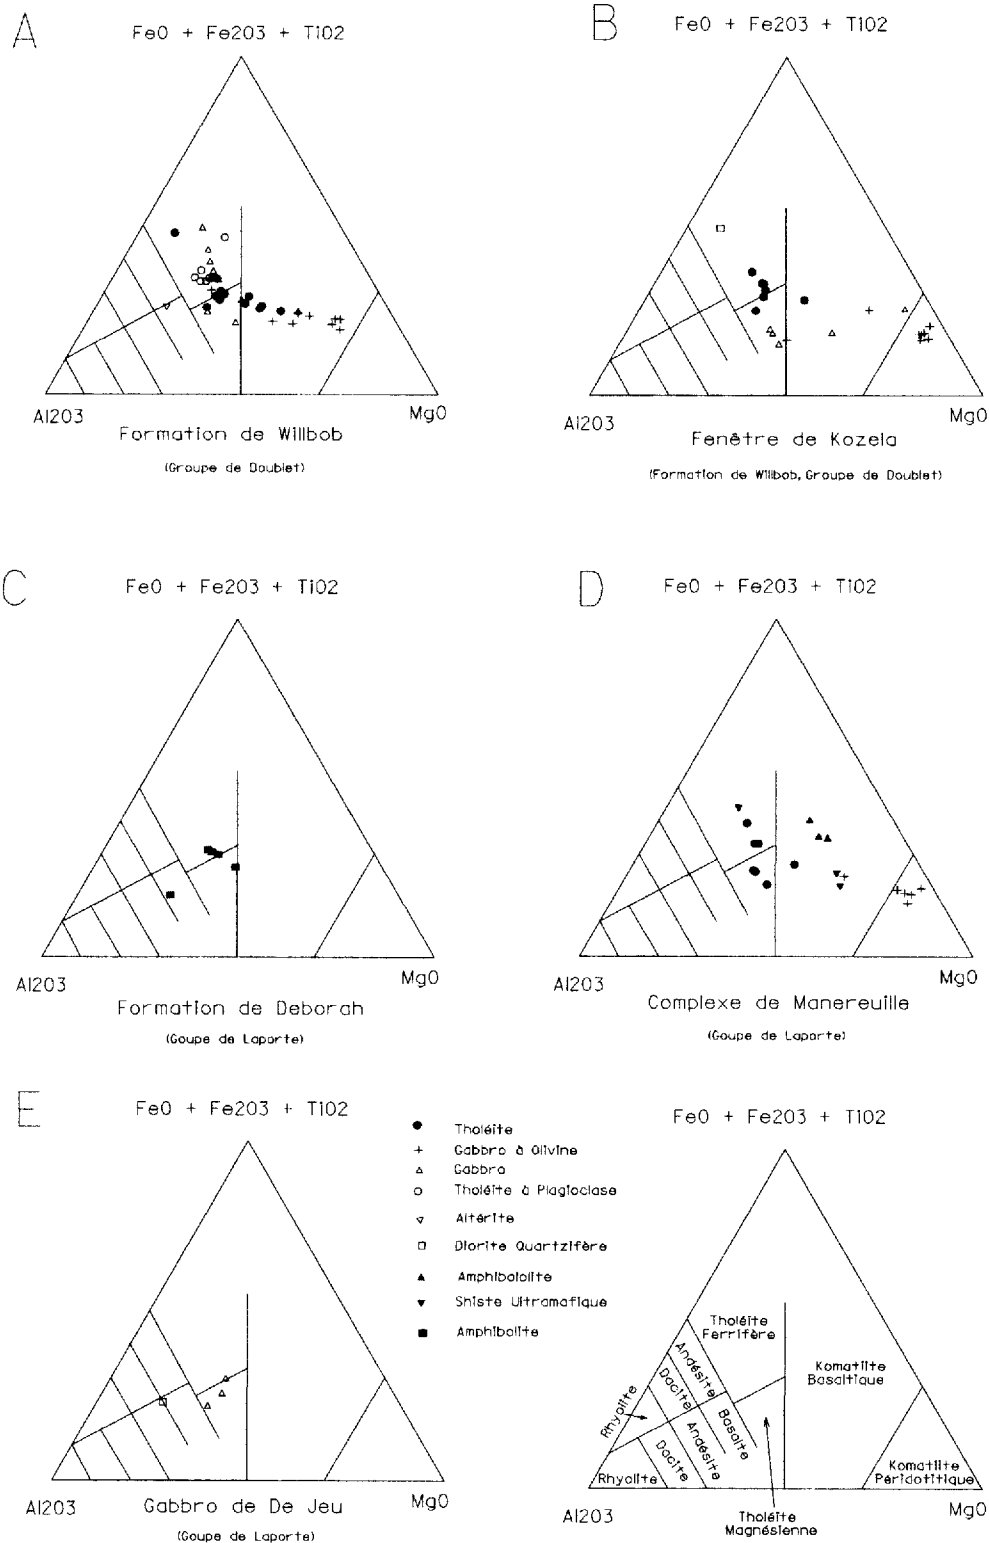 A
FeO + Fe2O3 + TiO2
Al2O3
MgO
Formation de Willbob
(Groupe de Doublet)
B
FeO + Fe2O3 + TiO2
Al2O3
MgO
Fenêtre de Kozela
(Formation de Willbob, Groupe de Doublet)
C
FeO + Fe2O3 + TiO2
Al2O3
MgO
Formation de Deborah
(Goupe de Laporte)
D
FeO + Fe2O3 + TiO2
Al2O3
MgO
Complexe de Manereuille
(Goupe de Laporte)
E
FeO + Fe2O3 + TiO2
Al2O3
MgO
Gabbro de De Jeu
(Goupe de Laporte)
Tholéite
Gabbro à Olivine
Gabbro
Tholéite à Plagioclase
Altérite
Diorite Quartzifère
Amphibololite
Shiste Ultramafique
Amphibolite
FeO + Fe2O3 + TiO2
Tholéite
Ferrifère
Komatiite
Basaltique
Andésite
Dacite
Rhyolite
Basalte
Andésite
Dacite
Rhyolite
Komatiite
Péridotitique
Al2O3
MgO
Tholéite
Magnésienne